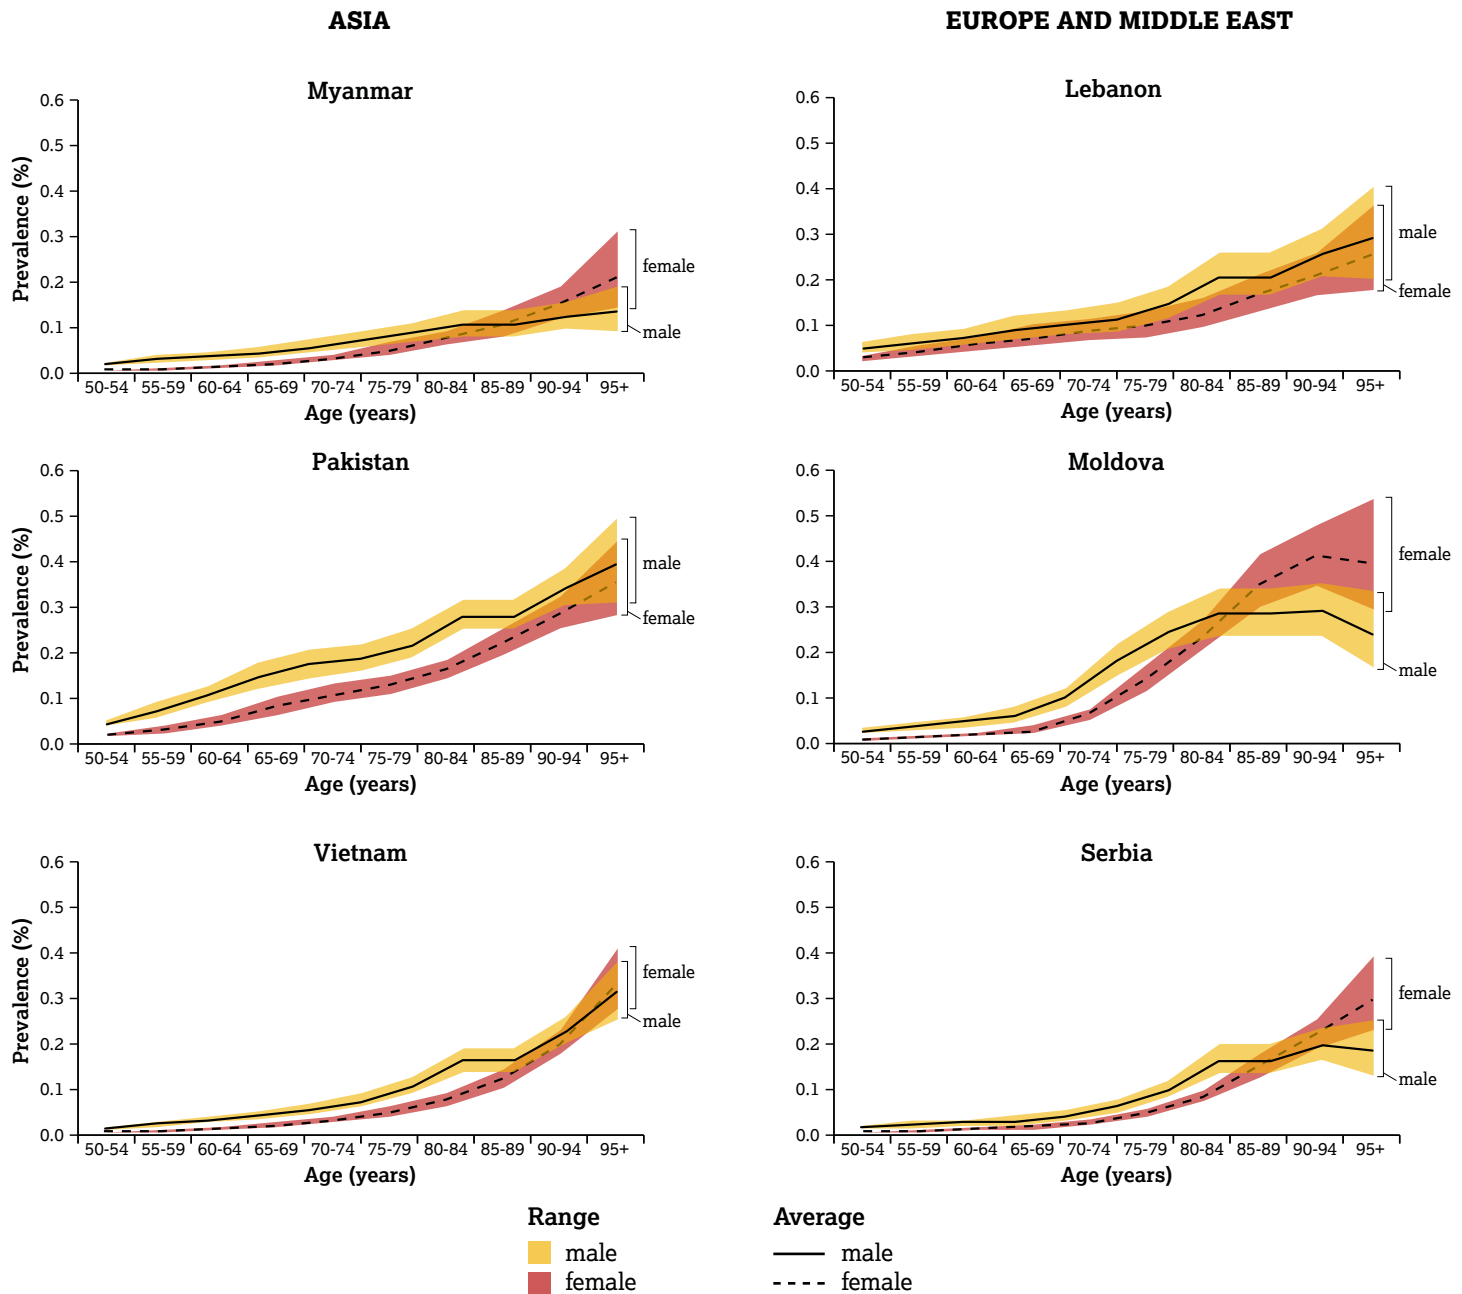 ASIA
EUROPE AND MIDDLE EAST
Myanmar
Prevalence (%)
0.6
0.5
0.4
0.3
0.2
0.1
0.0
female
male
50-54 55-59 60-64 65-69 70-74 75-79 80-84 85-89 90-94 95+
Age (years)
Lebanon
0.6
0.5
0.4
0.3
0.2
0.1
0.0
male
female
50-54 55-59 60-64 65-69 70-74 75-79 80-84 85-89 90-94 95+
Age (years)
Pakistan
Prevalence (%)
0.6
0.5
0.4
0.3
0.2
0.1
0.0
male
female
50-54 55-59 60-64 65-69 70-74 75-79 80-84 85-89 90-94 95+
Age (years)
Moldova
0.6
0.5
0.4
0.3
0.2
0.1
0.0
female
male
50-54 55-59 60-64 65-69 70-74 75-79 80-84 85-89 90-94 95+
Age (years)
Vietnam
Prevalence (%)
0.6
0.5
0.4
0.3
0.2
0.1
0.0
female
male
50-54 55-59 60-64 65-69 70-74 75-79 80-84 85-89 90-94 95+
Age (years)
Serbia
0.6
0.5
0.4
0.3
0.2
0.1
0.0
female
male
50-54 55-59 60-64 65-69 70-74 75-79 80-84 85-89 90-94 95+
Age (years)
Range
male
female
Average
male
female